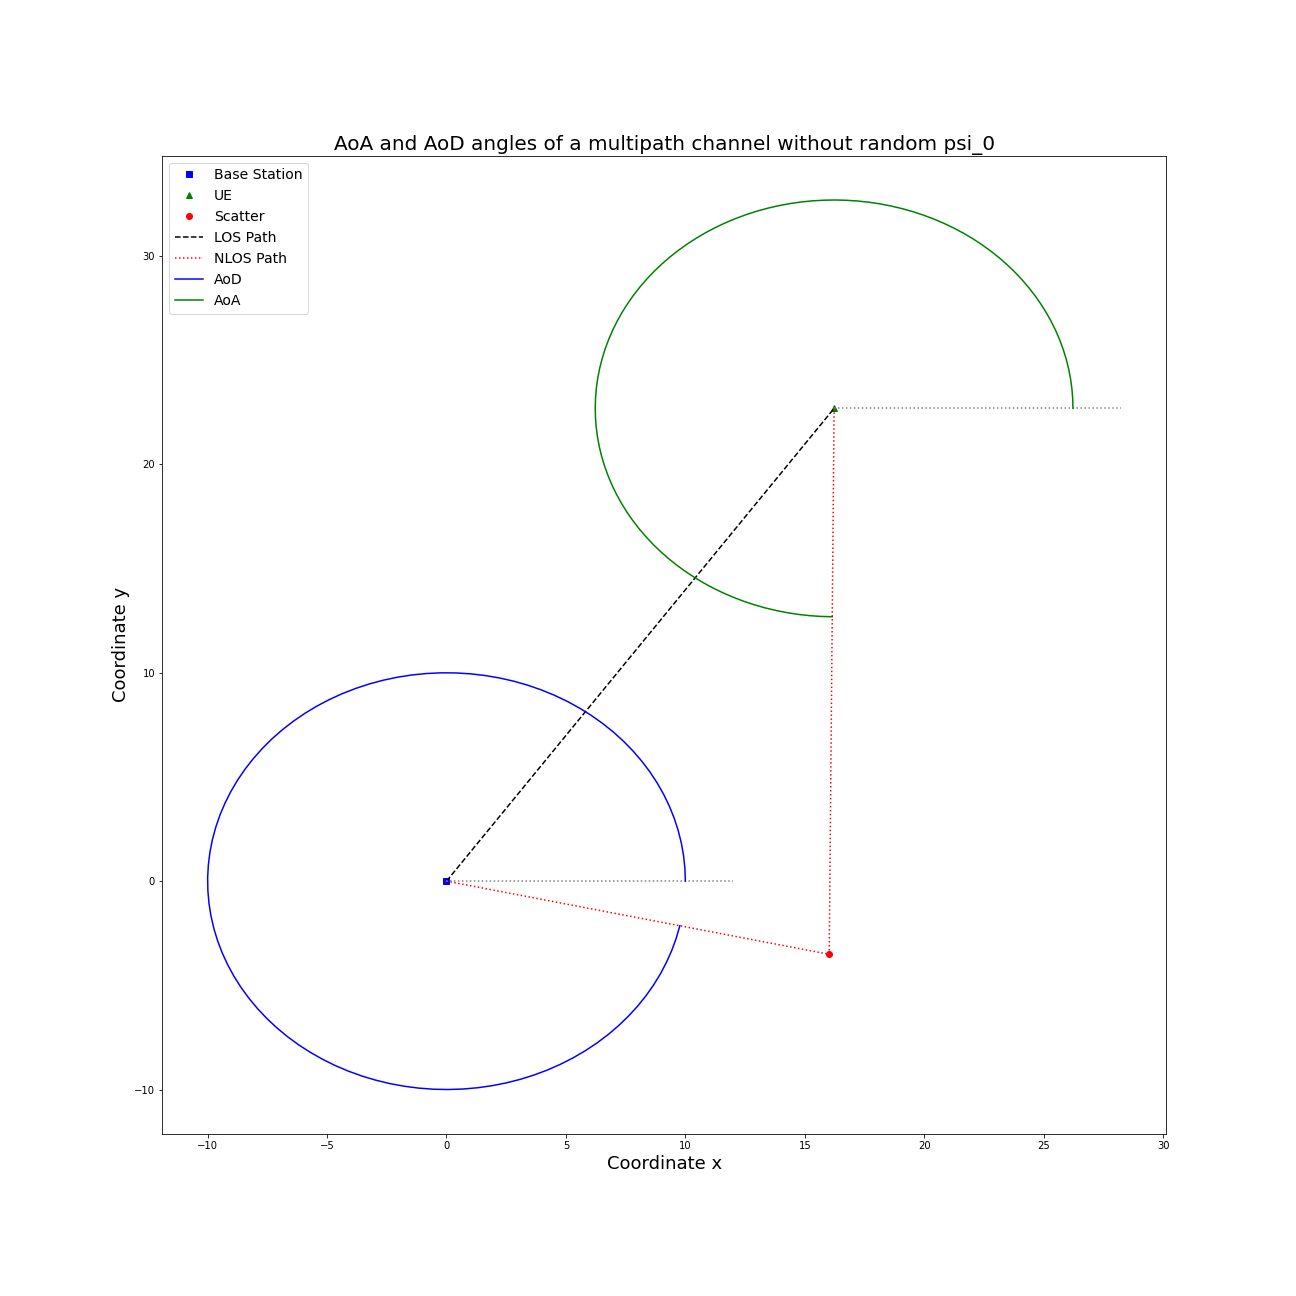 AoA and AoD angles of a multipath channel without random psi_0
Base Station
UE
Scatter
LOS Path
NLOS Path
AoD
AoA
30
20
10
0
−10
Coordinate y
−10 −5 0 5 10 15 20 25 30
Coordinate x